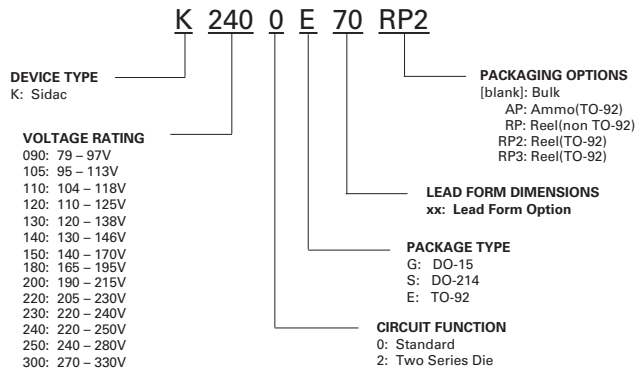 K 240 0 E 70 RP2
DEVICE TYPE
K: Sidac
VOLTAGE RATING
090: 79 – 97V
105: 95 – 113V
110: 104 – 118V
120: 110 – 125V
130: 120 – 138V
140: 130 – 146V
150: 140 – 170V
180: 165 – 195V
200: 190 – 215V
220: 205 – 230V
230: 220 – 240V
240: 220 – 250V
250: 240 – 280V
300: 270 – 330V
PACKAGING OPTIONS
[blank]: Bulk
AP: Ammo(TO-92)
RP: Reel(non TO-92)
RP2: Reel(TO-92)
RP3: Reel(TO-92)
LEAD FORM DIMENSIONS
xx: Lead Form Option
PACKAGE TYPE
G: DO-15
S: DO-214
E: TO-92
CIRCUIT FUNCTION
0: Standard
2: Two Series Die